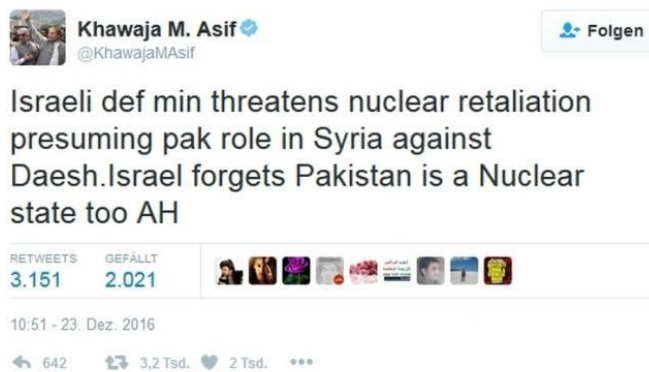 Khawaja M. Asif
@KhawajaMAsif
Folgen
Israeli def min threatens nuclear retaliation
presuming pak role in Syria against
Daesh.Israel forgets Pakistan is a Nuclear
state too AH
RETWEETS GEFÄLLT
3.151 2.021
10:51 - 23. Dez. 2016
642 3,2 Tsd. 2 Tsd.